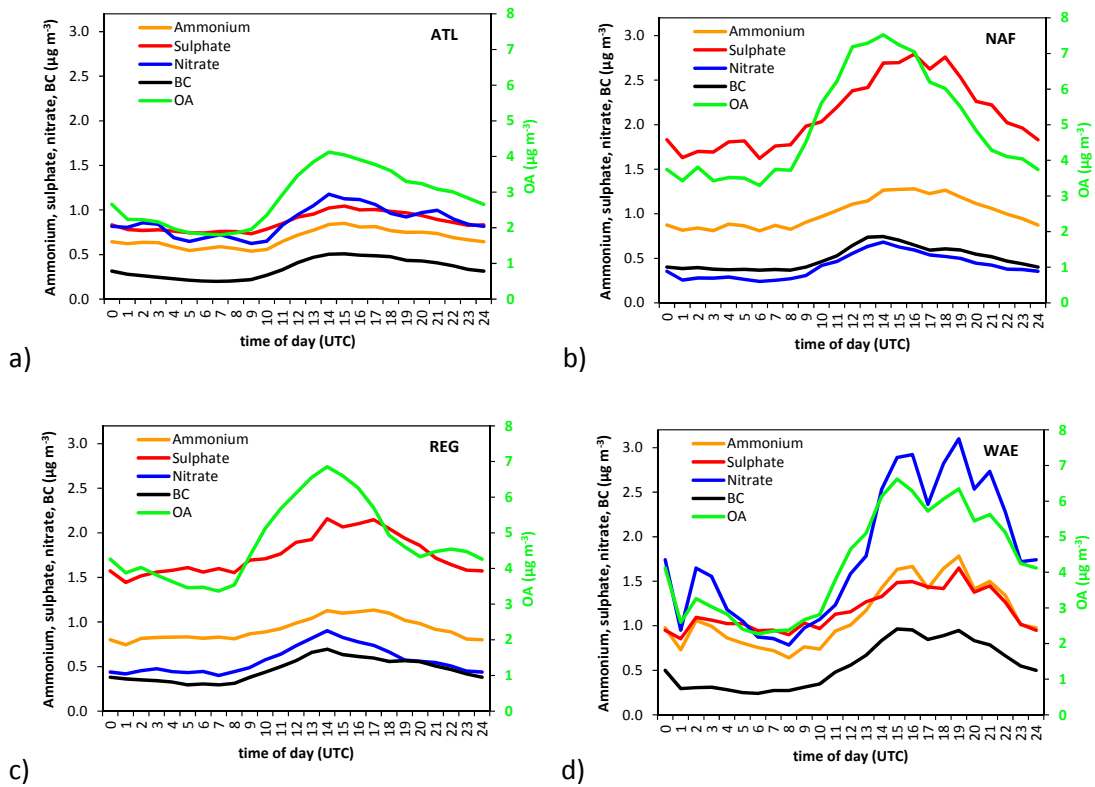 ATL
Ammonium
Sulphate
Nitrate
BC
OA
Ammonium, sulphate, nitrate, BC (µg m-3)
3.0
2.5
2.0
1.5
1.0
0.5
0.0
8
7
6
5
4
3
2
1
0
OA (µg m-3)
0 1 2 3 4 5 6 7 8 9 10 11 12 13 14 15 16 17 18 19 20 21 22 23 24
time of day (UTC)
a)
NAF
Ammonium
Sulphate
Nitrate
BC
OA
Ammonium, sulphate, nitrate, BC (µg m-3)
3.0
2.5
2.0
1.5
1.0
0.5
0.0
8
7
6
5
4
3
2
1
0
OA (µg m-3)
0 1 2 3 4 5 6 7 8 9 10 11 12 13 14 15 16 17 18 19 20 21 22 23 24
time of day (UTC)
b)
REG
Ammonium
Sulphate
Nitrate
BC
OA
Ammonium, sulphate, nitrate, BC (µg m-3)
3.0
2.5
2.0
1.5
1.0
0.5
0.0
8
7
6
5
4
3
2
1
0
OA (µg m-3)
0 1 2 3 4 5 6 7 8 9 10 11 12 13 14 15 16 17 18 19 20 21 22 23 24
time of day (UTC)
c)
WAE
Ammonium
Sulphate
Nitrate
BC
OA
Ammonium, sulphate, nitrate, BC (µg m-3)
3.0
2.5
2.0
1.5
1.0
0.5
0.0
8
7
6
5
4
3
2
1
0
OA (µg m-3)
0 1 2 3 4 5 6 7 8 9 10 11 12 13 14 15 16 17 18 19 20 21 22 23 24
time of day (UTC)
d)